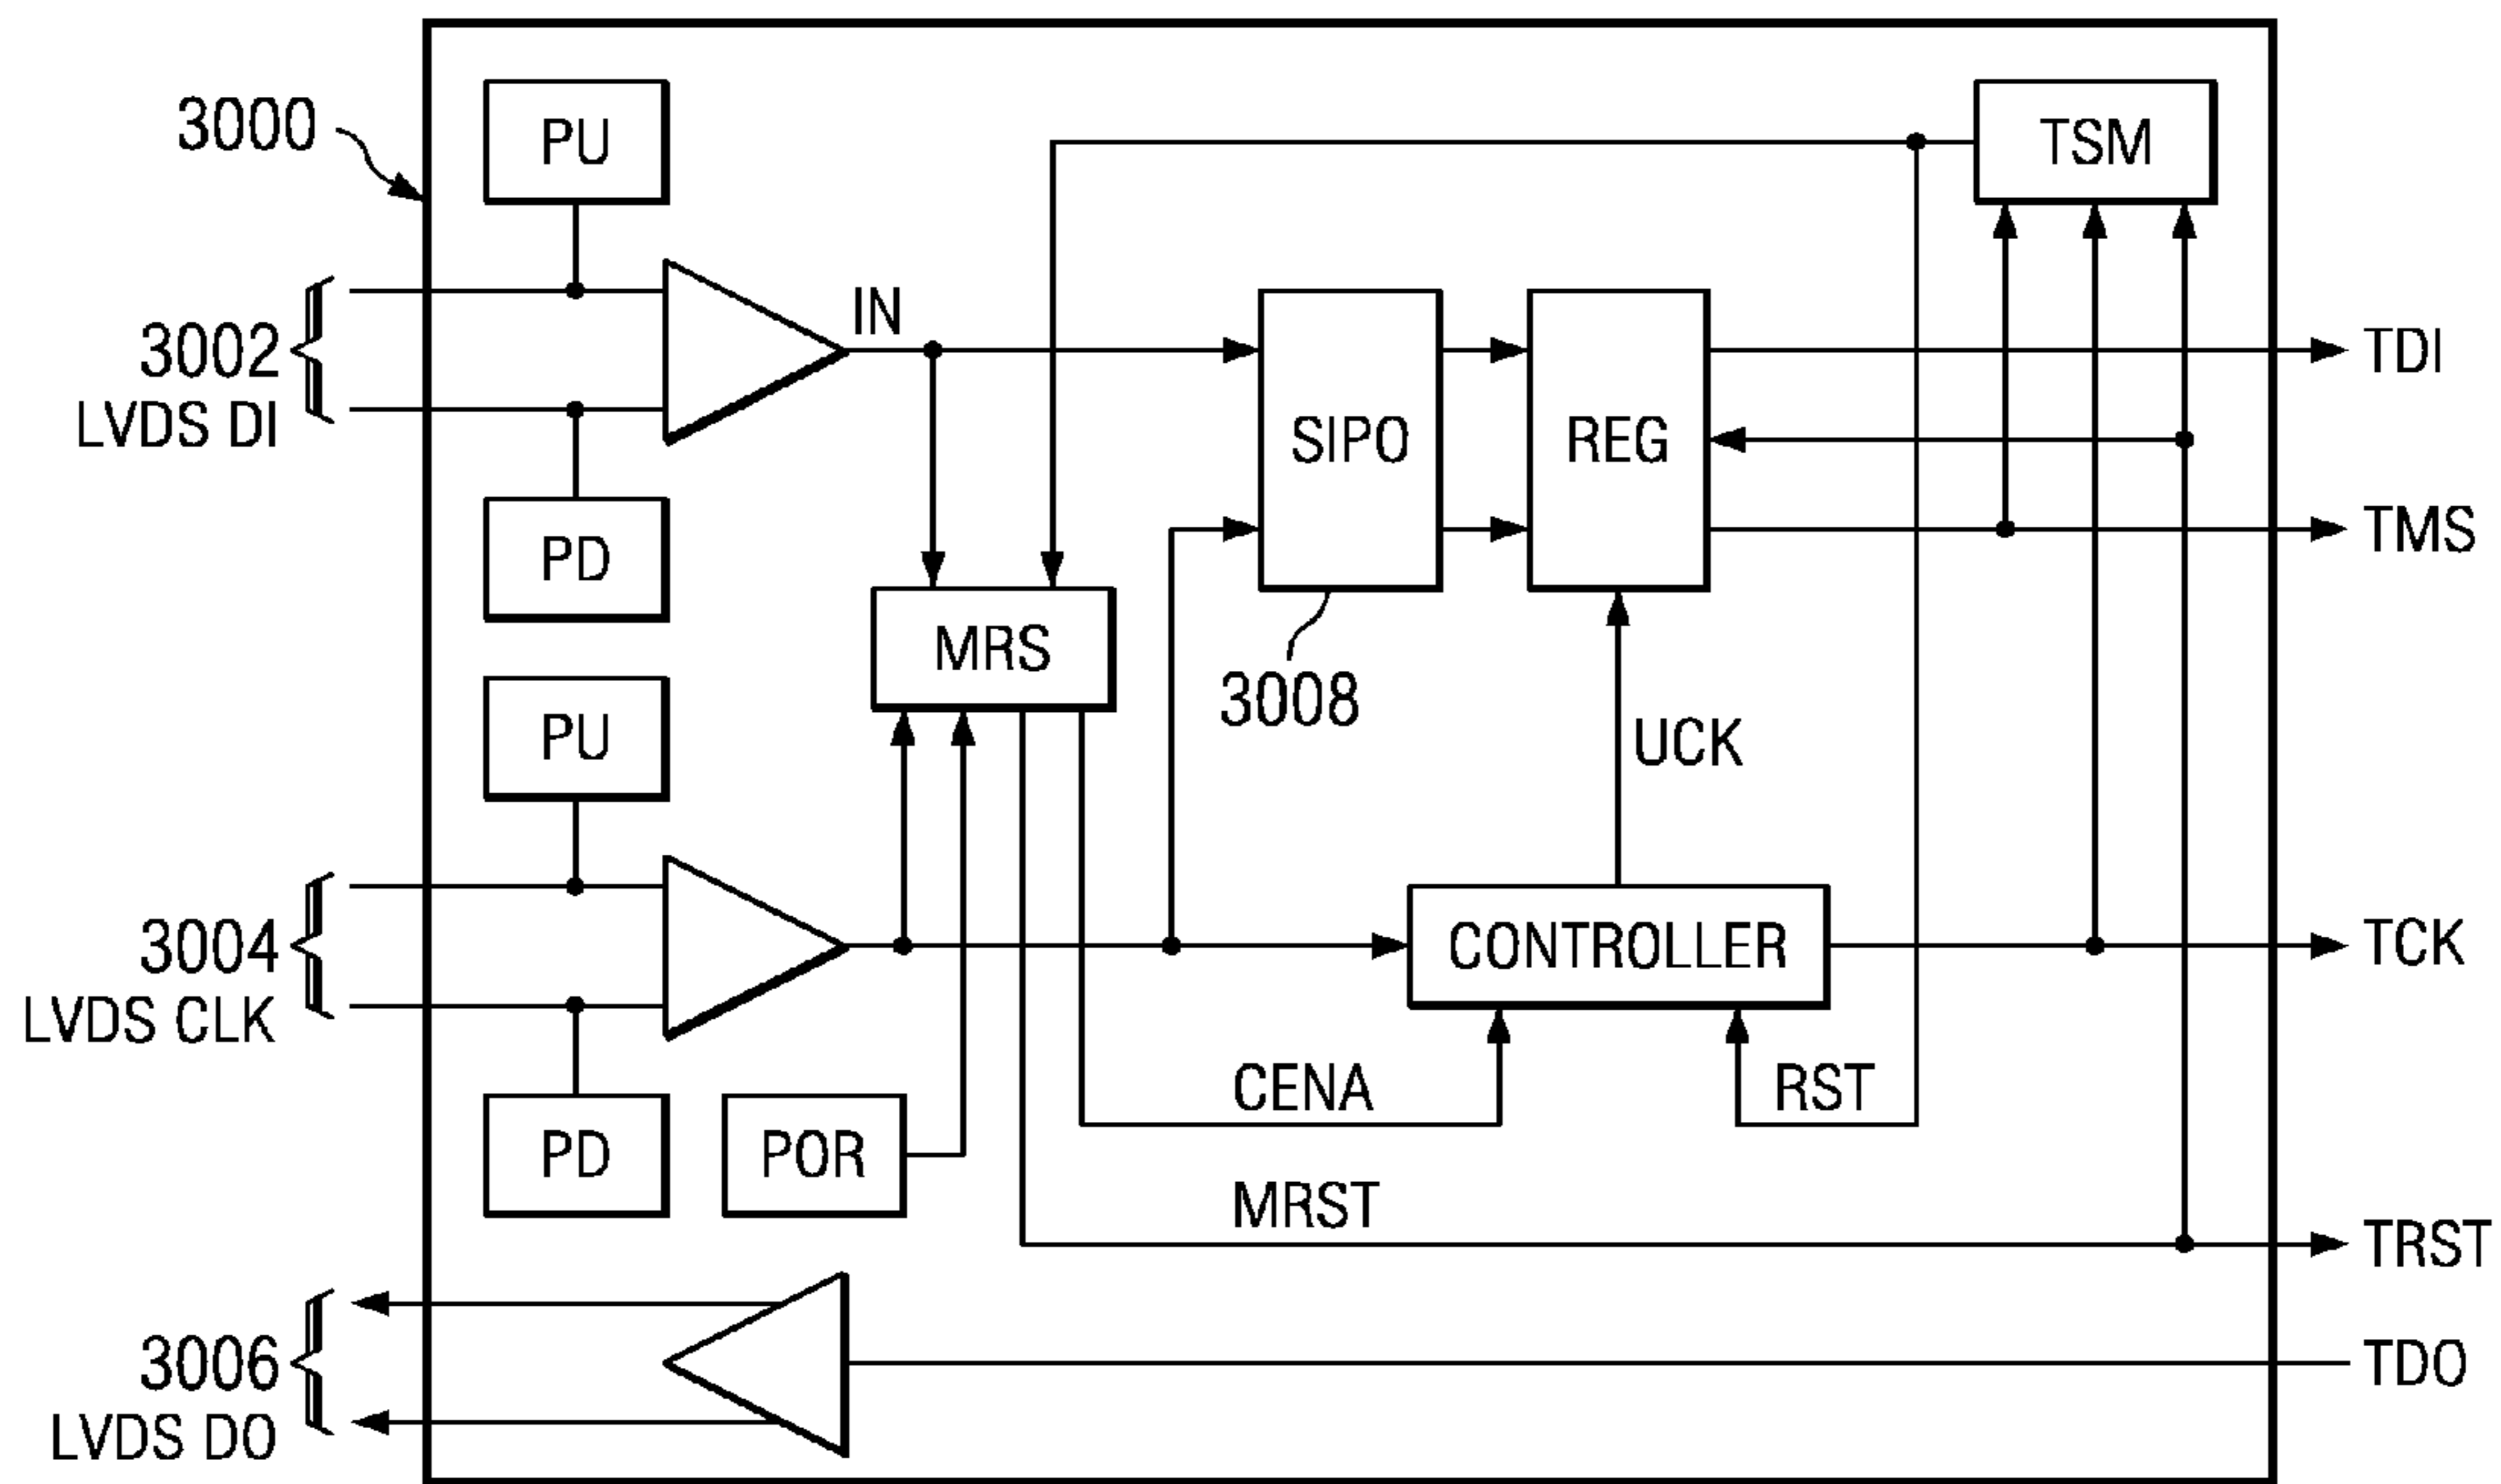 3000
PU
TSM
IN
3002
LVDS DI
TDI
SIPO
REG
TMS
PD
MRS
3008
PU
UCK
3004
LVDS CLK
CONTROLLER
TCK
CENA
RST
PD
POR
MRST
TRST
3006
LVDS DO
TDO